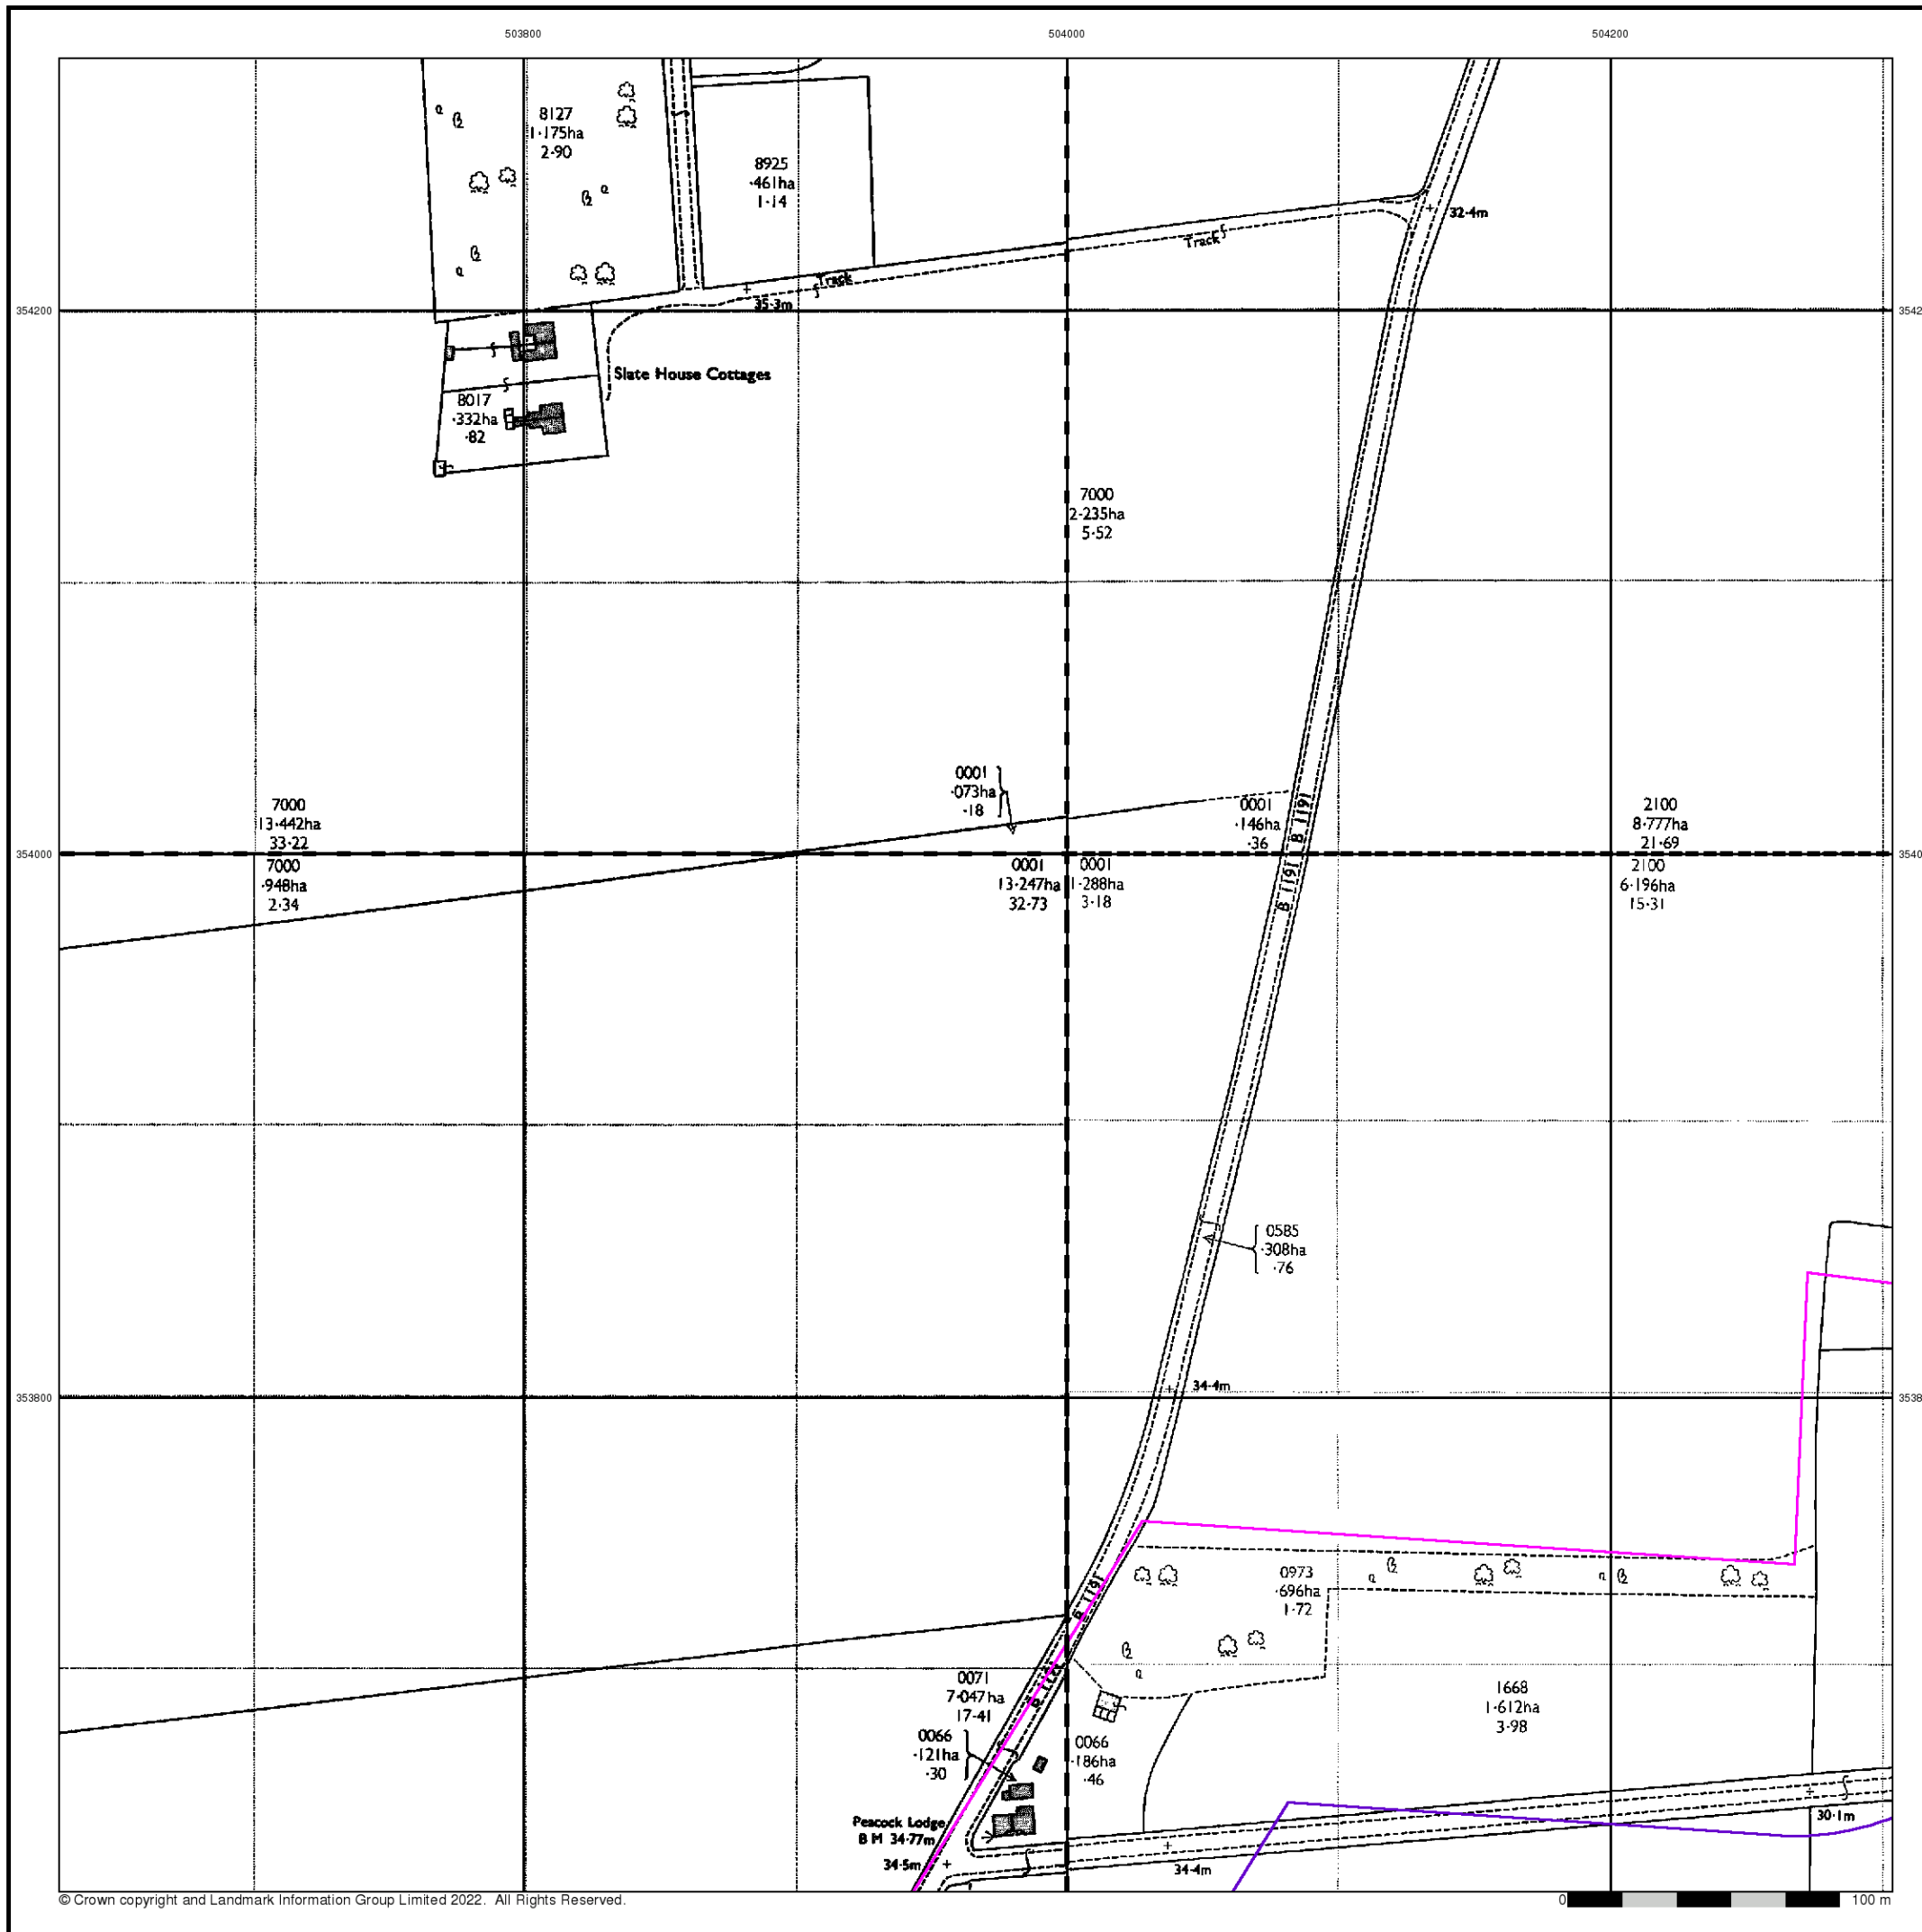 503800
504000
504200
8127
1·175ha
2·90
8925
·461ha
1·14
32·4m
Track
Track
35·3m
354200
3542
Slate House Cottages
8017
·332ha
·82
7000
2·235ha
5·52
0001
·073ha
·18
7000
13·442ha
33·22
0001
·146ha
·36
B 1191
2100
8·777ha
21·69
354000
3540
7000
·948ha
2·34
0001
13·247ha
32·73
0001
1·288ha
3·18
B 1191
2100
6·196ha
15·31
0585
·308ha
·76
34·4m
353800
3538
0973
·696ha
1·72
B 1191
0071
7·047ha
17·41
1668
1·612ha
3·98
0066
·121ha
·30
0066
·186ha
·46
Peacock Lodge
B M 34·77m
30·1m
34·5m
34·4m
© Crown copyright and Landmark Information Group Limited 2022. All Rights Reserved.
0
100 m